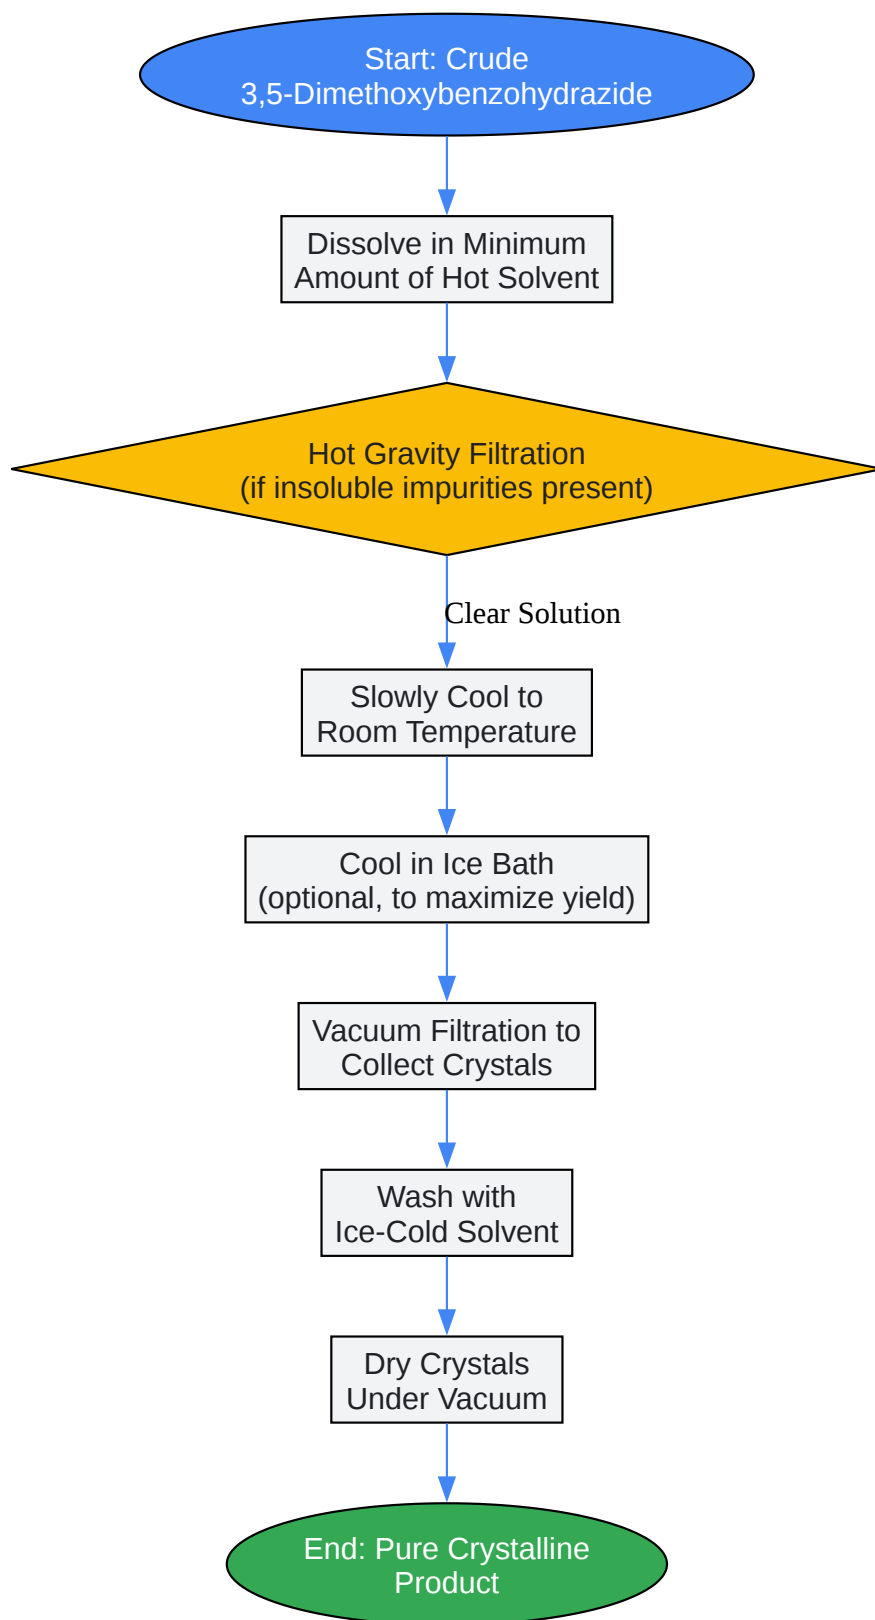 Start: Crude
3,5-Dimethoxybenzohydrazide
Dissolve in Minimum
Amount of Hot Solvent
Hot Gravity Filtration
(if insoluble impurities present)
Clear Solution
Slowly Cool to
Room Temperature
Cool in Ice Bath
(optional, to maximize yield)
Vacuum Filtration to
Collect Crystals
Wash with
Ice-Cold Solvent
Dry Crystals
Under Vacuum
End: Pure Crystalline
Product